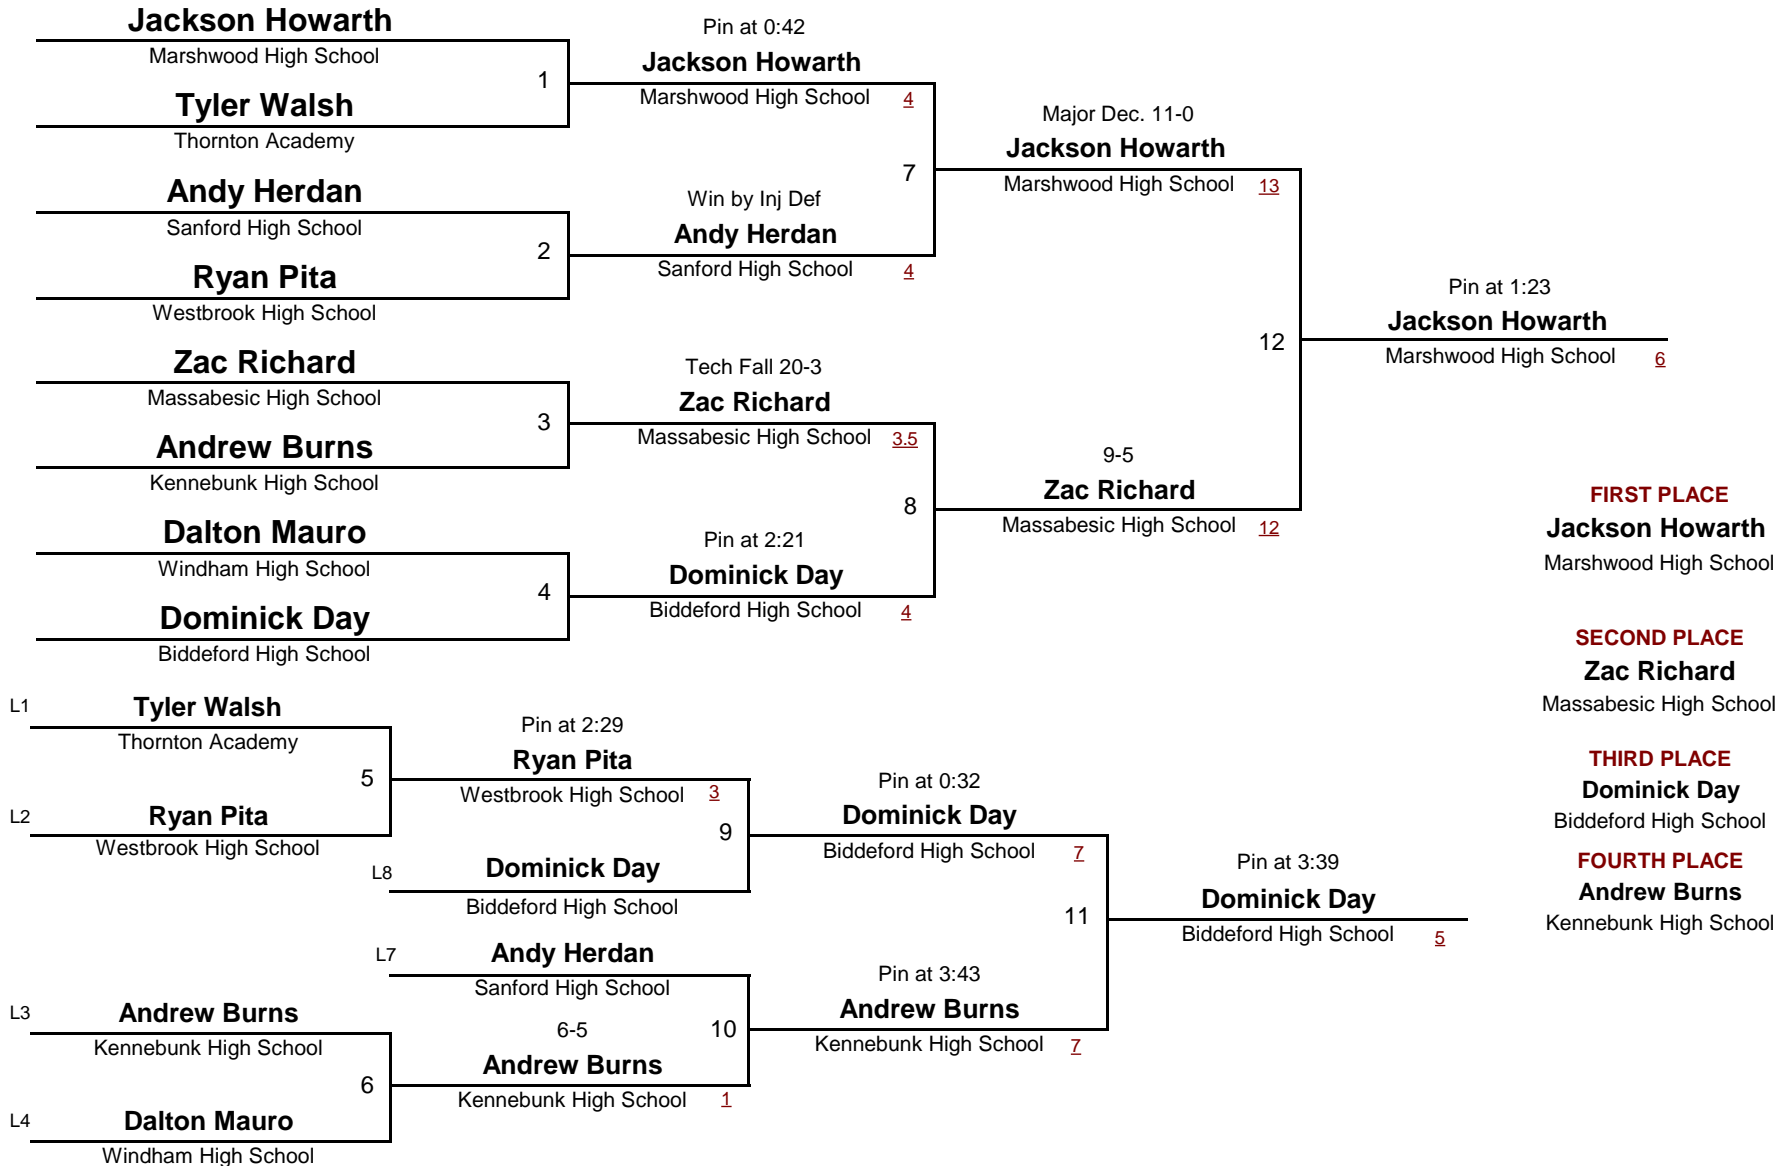 Jackson Howarth
Marshwood High School
1
Tyler Walsh
Thornton Academy
Andy Herdan
Sanford High School
2
Ryan Pita
Westbrook High School
Zac Richard
Massabesic High School
3
Andrew Burns
Kennebunk High School
Dalton Mauro
Windham High School
4
Dominick Day
Biddeford High School
Pin at 0:42
Jackson Howarth
Marshwood High School 4
7
Win by Inj Def
Andy Herdan
Sanford High School 4
Tech Fall 20-3
Zac Richard
Massabesic High School 3.5
8
Pin at 2:21
Dominick Day
Biddeford High School 4
Major Dec. 11-0
Jackson Howarth
Marshwood High School 13
12
9-5
Zac Richard
Massabesic High School 12
Pin at 1:23
Jackson Howarth
Marshwood High School 6
FIRST PLACE
Jackson Howarth
Marshwood High School
SECOND PLACE
Zac Richard
Massabesic High School
THIRD PLACE
Dominick Day
Biddeford High School
FOURTH PLACE
Andrew Burns
Kennebunk High School
L1 Tyler Walsh
Thornton Academy
5
L2 Ryan Pita
Westbrook High School
Pin at 2:29
Ryan Pita
Westbrook High School 3
9
L8 Dominick Day
Biddeford High School
L7 Andy Herdan
Sanford High School
L3 Andrew Burns
Kennebunk High School
6
L4 Dalton Mauro
Windham High School
6-5
10
Andrew Burns
Kennebunk High School 1
Pin at 0:32
Dominick Day
Biddeford High School 7
11
Pin at 3:43
Andrew Burns
Kennebunk High School 7
Pin at 3:39
Dominick Day
Biddeford High School 5